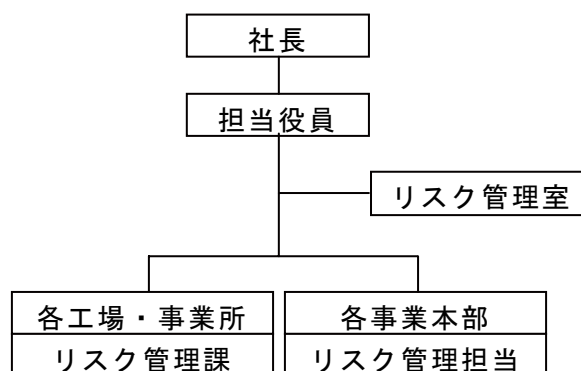 社長
担当役員
リスク管理室
各工場・事業所
リスク管理課
各事業本部
リスク管理担当